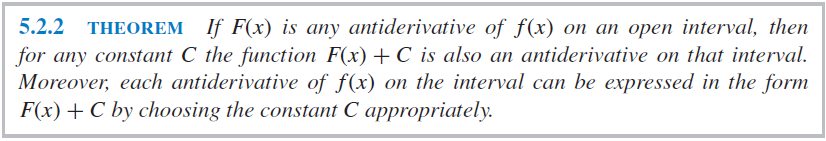 5.2.2 THEOREM If F(x) is any antiderivative of f(x) on an open interval, then
for any constant C the function F(x) + C is also an antiderivative on that interval.
Moreover, each antiderivative of f(x) on the interval can be expressed in the form
F(x) + C by choosing the constant C appropriately.